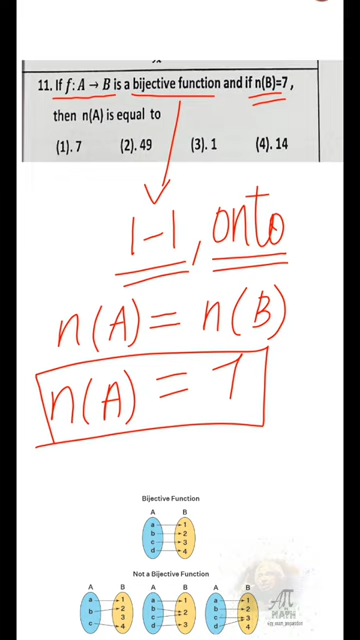 11. If f: A → B is a bijective function and if n(B)=7,
then n(A) is equal to
(1). 7 (2). 49 (3). 1 (4). 14
1-1, onto
n(A) = n(B)
n(A) = 7
Bijective Function
A B
a 1
b 2
c 3
d 4
Not a Bijective Function
A B A B A B
a 1 a 1 a 1
b 2 b 2 b 2
3 c c 3
c 4 d 3 d 4
MATH